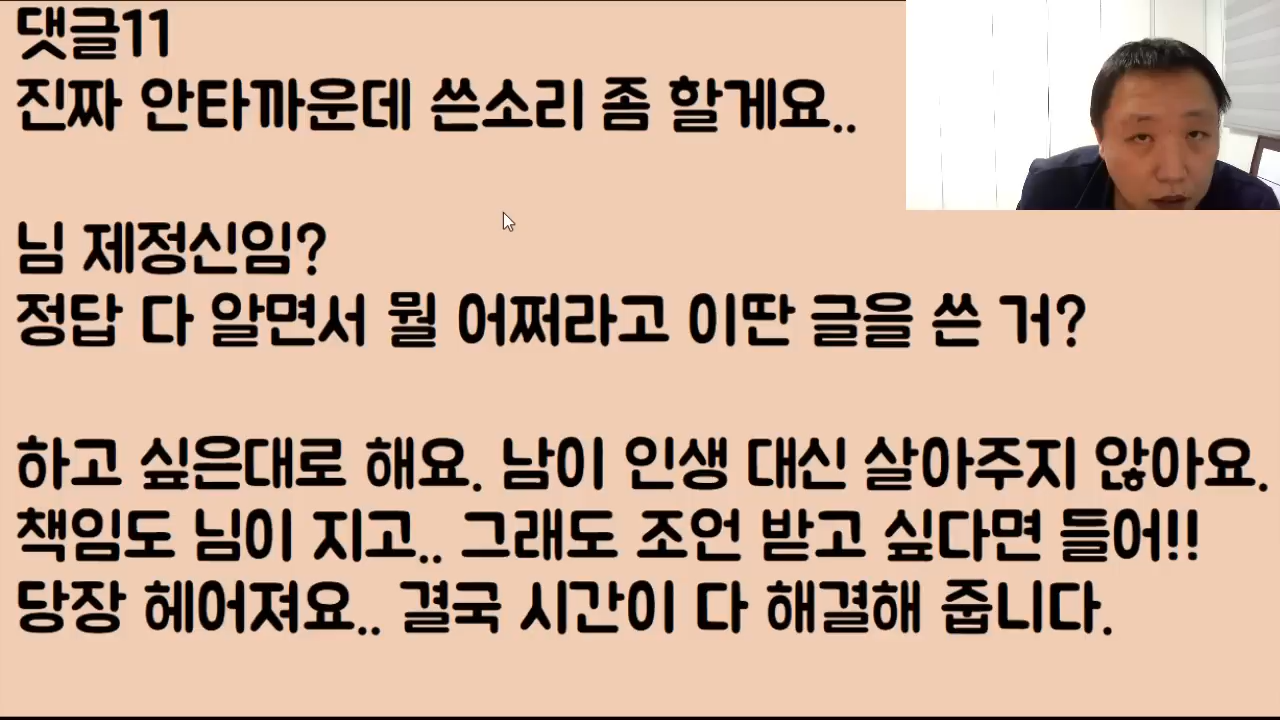 댓글11
진짜 안타까운데 쓴소리 좀 할게요..
님 제정신임?
정답 다 알면서 뭘 어쩌라고 이딴 글을 쓴 거?
하고 싶은대로 해요. 남이 인생 대신 살아주지 않아요.
책임도 님이 지고.. 그래도 조언 받고 싶다면 들어!!
당장 헤어져요.. 결국 시간이 다 해결해 줍니다.